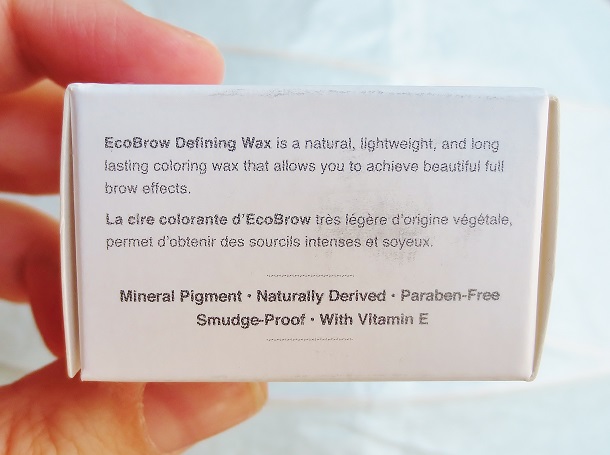 EcoBrow Defining Wax is a natural, lightweight, and long
lasting coloring wax that allows you to achieve beautiful full
brow effects.
La cire colorante d'EcoBrow très légère d'origine végétale,
permet d'obtenir des sourcils intenses et soyeux.
Mineral Pigment • Naturally Derived • Paraben-Free
Smudge-Proof • With Vitamin E